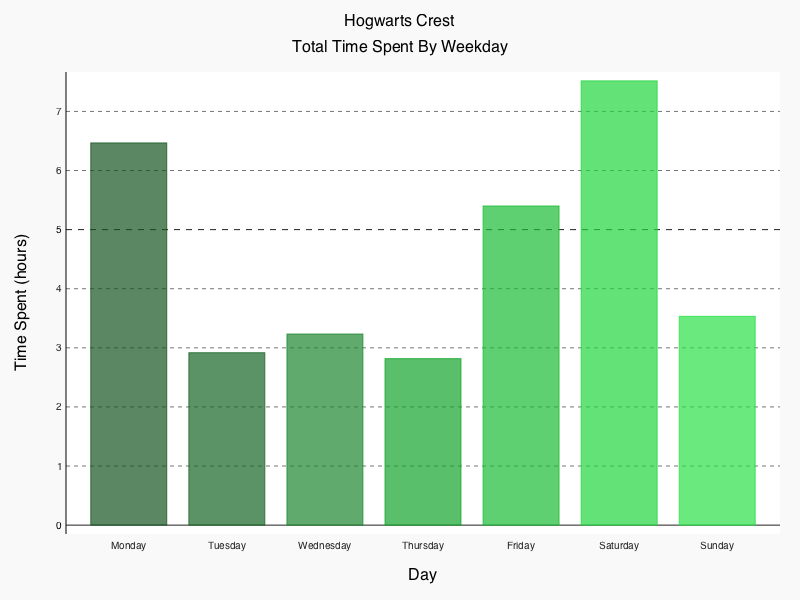 Hogwarts Crest
Total Time Spent By Weekday
Time Spent (hours)
7
6
5
4
3
2
1
0
Monday Tuesday Wednesday Thursday Friday Saturday Sunday
Day